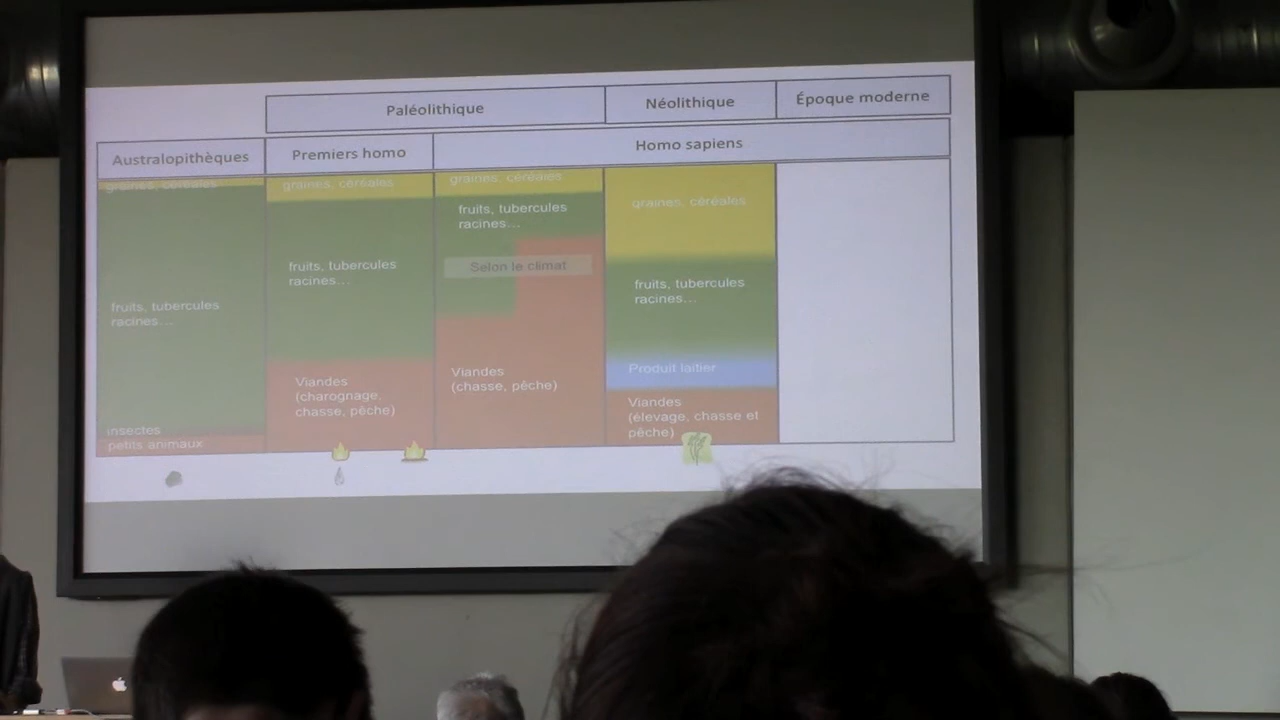 Paléolithique
Néolithique
Époque moderne
Australopithèques
Premiers homo
Homo sapiens
graines, céréales
fruits, tubercules
racines...
insectes
petits animaux
graines, céréales
fruits, tubercules
racines...
Viandes
(charognage,
chasse, pêche)
graines, céréales
fruits, tubercules
racines...
Selon le climat
Viandes
(chasse, pêche)
graines, céréales
fruits, tubercules
racines...
Produit laitier
Viandes
(élevage, chasse et
pêche)